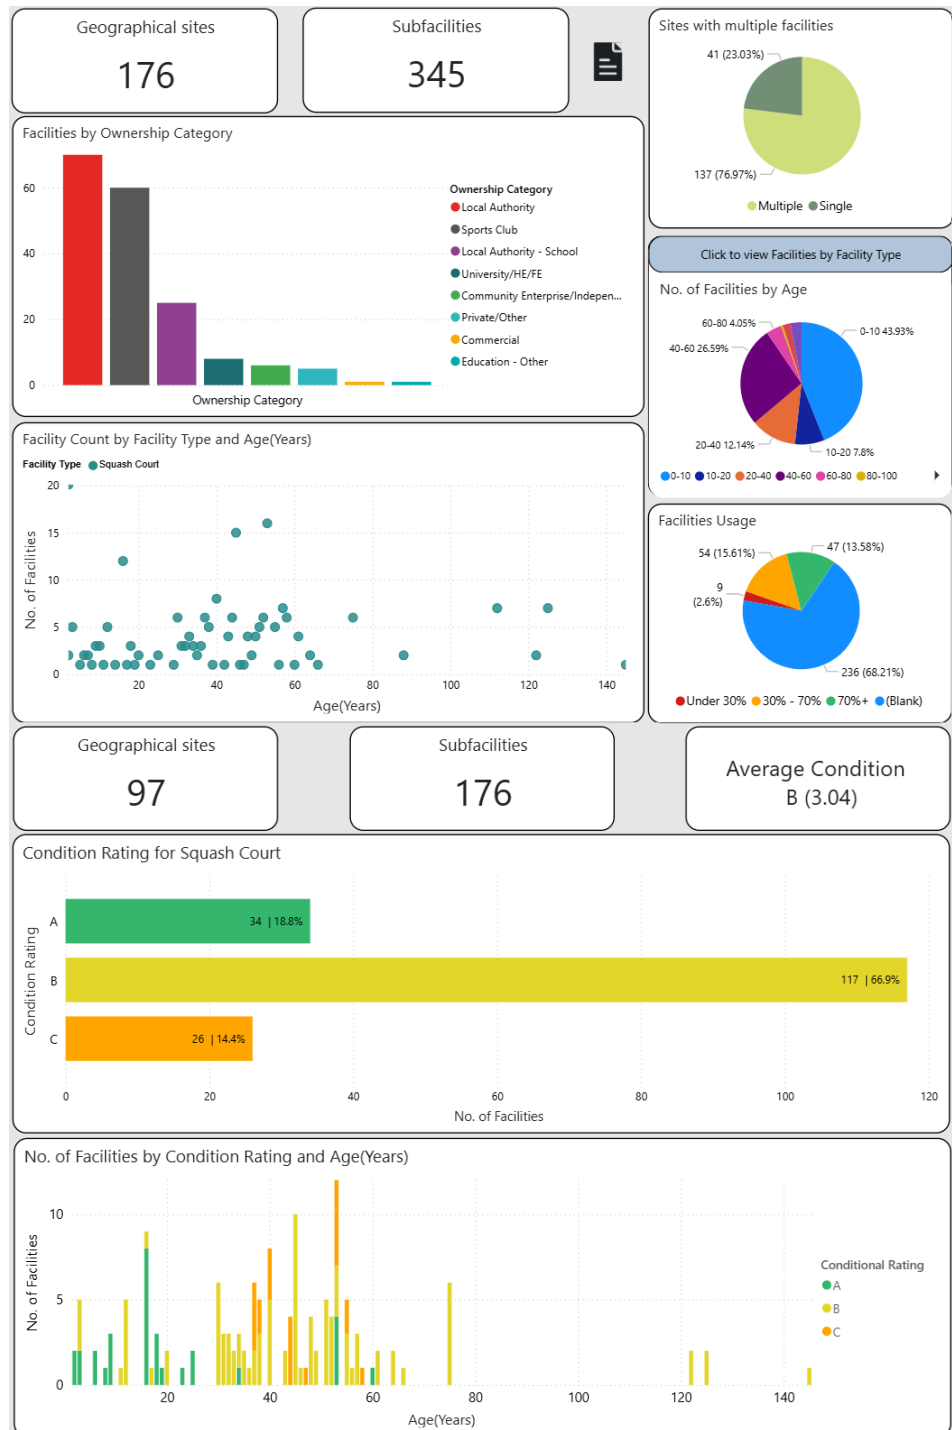 Geographical sites
176
Subfacilities
345
Sites with multiple facilities
41 (23.03%)
137 (76.97%)
Multiple Single
Facilities by Ownership Category
60
40
20
0
Ownership Category
Ownership Category
Local Authority
Sports Club
Local Authority - School
University/HE/FE
Community Enterprise/Indepen...
Private/Other
Commercial
Education - Other
Click to view Facilities by Facility Type
No. of Facilities by Age
60-80 4.05%
0-10 43.93%
40-60 26.59%
20-40 12.14%
10-20 7.8%
0-10 10-20 20-40 40-60 60-80 80-100
Facility Count by Facility Type and Age(Years)
Facility Type Squash Court
No. of Facilities
20
15
10
5
0
20 40 60 80 100 120 140
Age(Years)
Facilities Usage
54 (15.61%)
47 (13.58%)
9
(2.6%)
236 (68.21%)
Under 30% 30% - 70% 70%+ (Blank)
Geographical sites
97
Subfacilities
176
Average Condition
B (3.04)
Condition Rating for Squash Court
Condition Rating
A
34 | 18.8%
B
117 | 66.9%
C
26 | 14.4%
0 20 40 60 80 100 120
No. of Facilities
No. of Facilities by Condition Rating and Age(Years)
No. of Facilities
10
5
0
20 40 60 80 100 120 140
Age(Years)
Conditional Rating
A
B
C